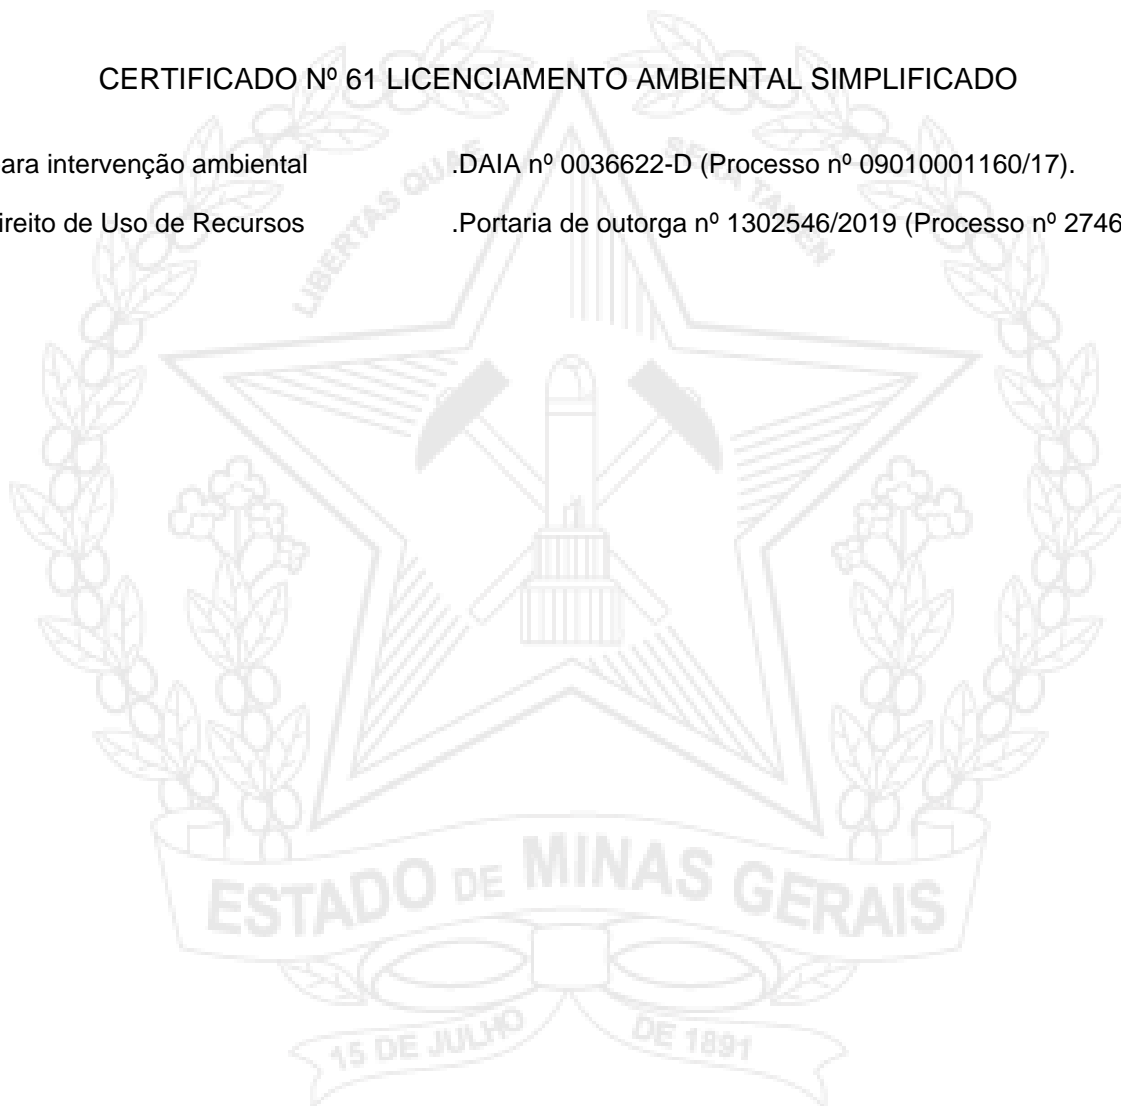 CERTIFICADO Nº 61 LICENCIAMENTO AMBIENTAL SIMPLIFICADO
ara intervenção ambiental .DAIA nº 0036622-D (Processo nº 09010001160/17).
ireito de Uso de Recursos .Portaria de outorga nº 1302546/2019 (Processo nº 2746
LIBERTAS QUAE SERA TAMEN
ESTADO DE MINAS GERAIS
15 DE JULHO DE 1891